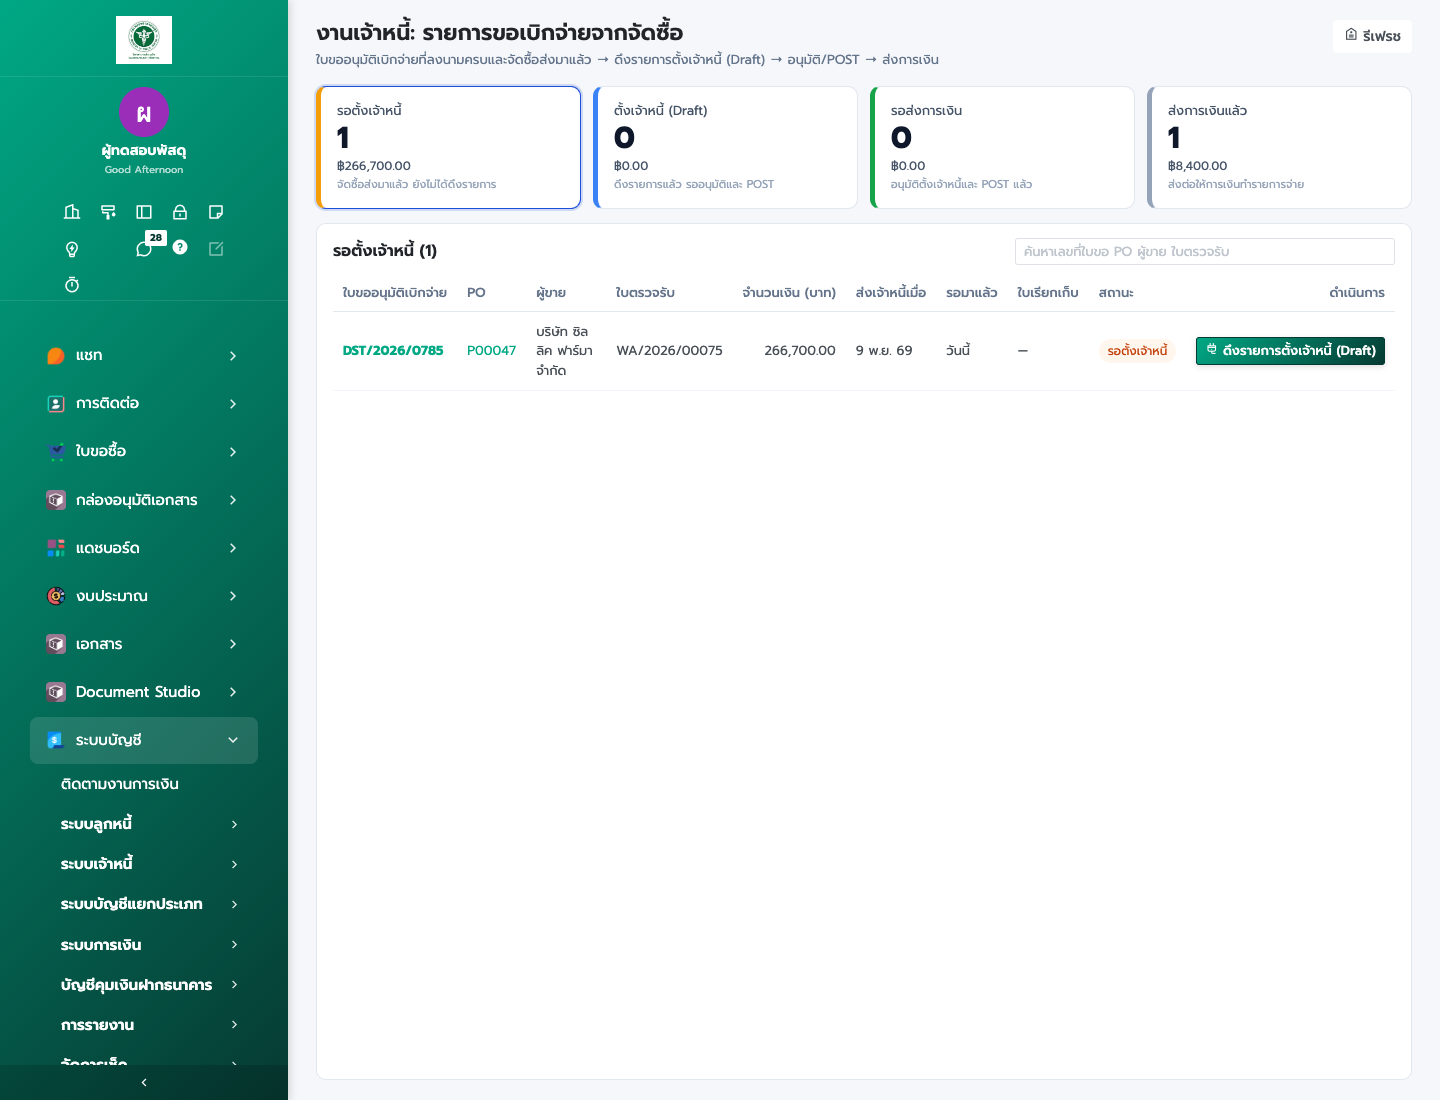 ผ
ผู้ทดสอบพัสดุ
Good Afternoon
28
แชท
การติดต่อ
ใบขอซื้อ
กล่องอนุมัติเอกสาร
แดชบอร์ด
งบประมาณ
เอกสาร
Document Studio
ระบบบัญชี
ติดตามงานการเงิน
ระบบลูกหนี้
ระบบเจ้าหนี้
ระบบบัญชีแยกประเภท
ระบบการเงิน
บัญชีคุมเงินฝากธนาคาร
การรายงาน
งานเจ้าหนี้: รายการขอเบิกจ่ายจากจัดซื้อ
ใบขออนุมัติเบิกจ่ายที่ลงนามครบและจัดซื้อส่งมาแล้ว → ดึงรายการตั้งเจ้าหนี้ (Draft) → อนุมัติ/POST → ส่งการเงิน
รีเฟรช
รอตั้งเจ้าหนี้
1
฿266,700.00
จัดซื้อส่งมาแล้ว ยังไม่ได้ดึงรายการ
ตั้งเจ้าหนี้ (Draft)
0
฿0.00
ดึงรายการแล้ว รออนุมัติและ POST
รอส่งการเงิน
0
฿0.00
อนุมัติตั้งเจ้าหนี้และ POST แล้ว
ส่งการเงินแล้ว
1
฿8,400.00
ส่งต่อให้การเงินทำรายการจ่าย
รอตั้งเจ้าหนี้ (1)
ค้นหาเลขที่ใบขอ PO ผู้ขาย ใบตรวจรับ
ใบขออนุมัติเบิกจ่าย PO ผู้ขาย ใบตรวจรับ จำนวนเงิน (บาท) ส่งเจ้าหนี้เมื่อ รอมาแล้ว ใบเรียกเก็บ สถานะ ดำเนินการ
DST/2026/0785 P00047 บริษัท ซิลลิค ฟาร์มา จำกัด WA/2026/00075 266,700.00 9 พ.ย. 69 วันนี้ — รอตั้งเจ้าหนี้ ดึงรายการตั้งเจ้าหนี้ (Draft)